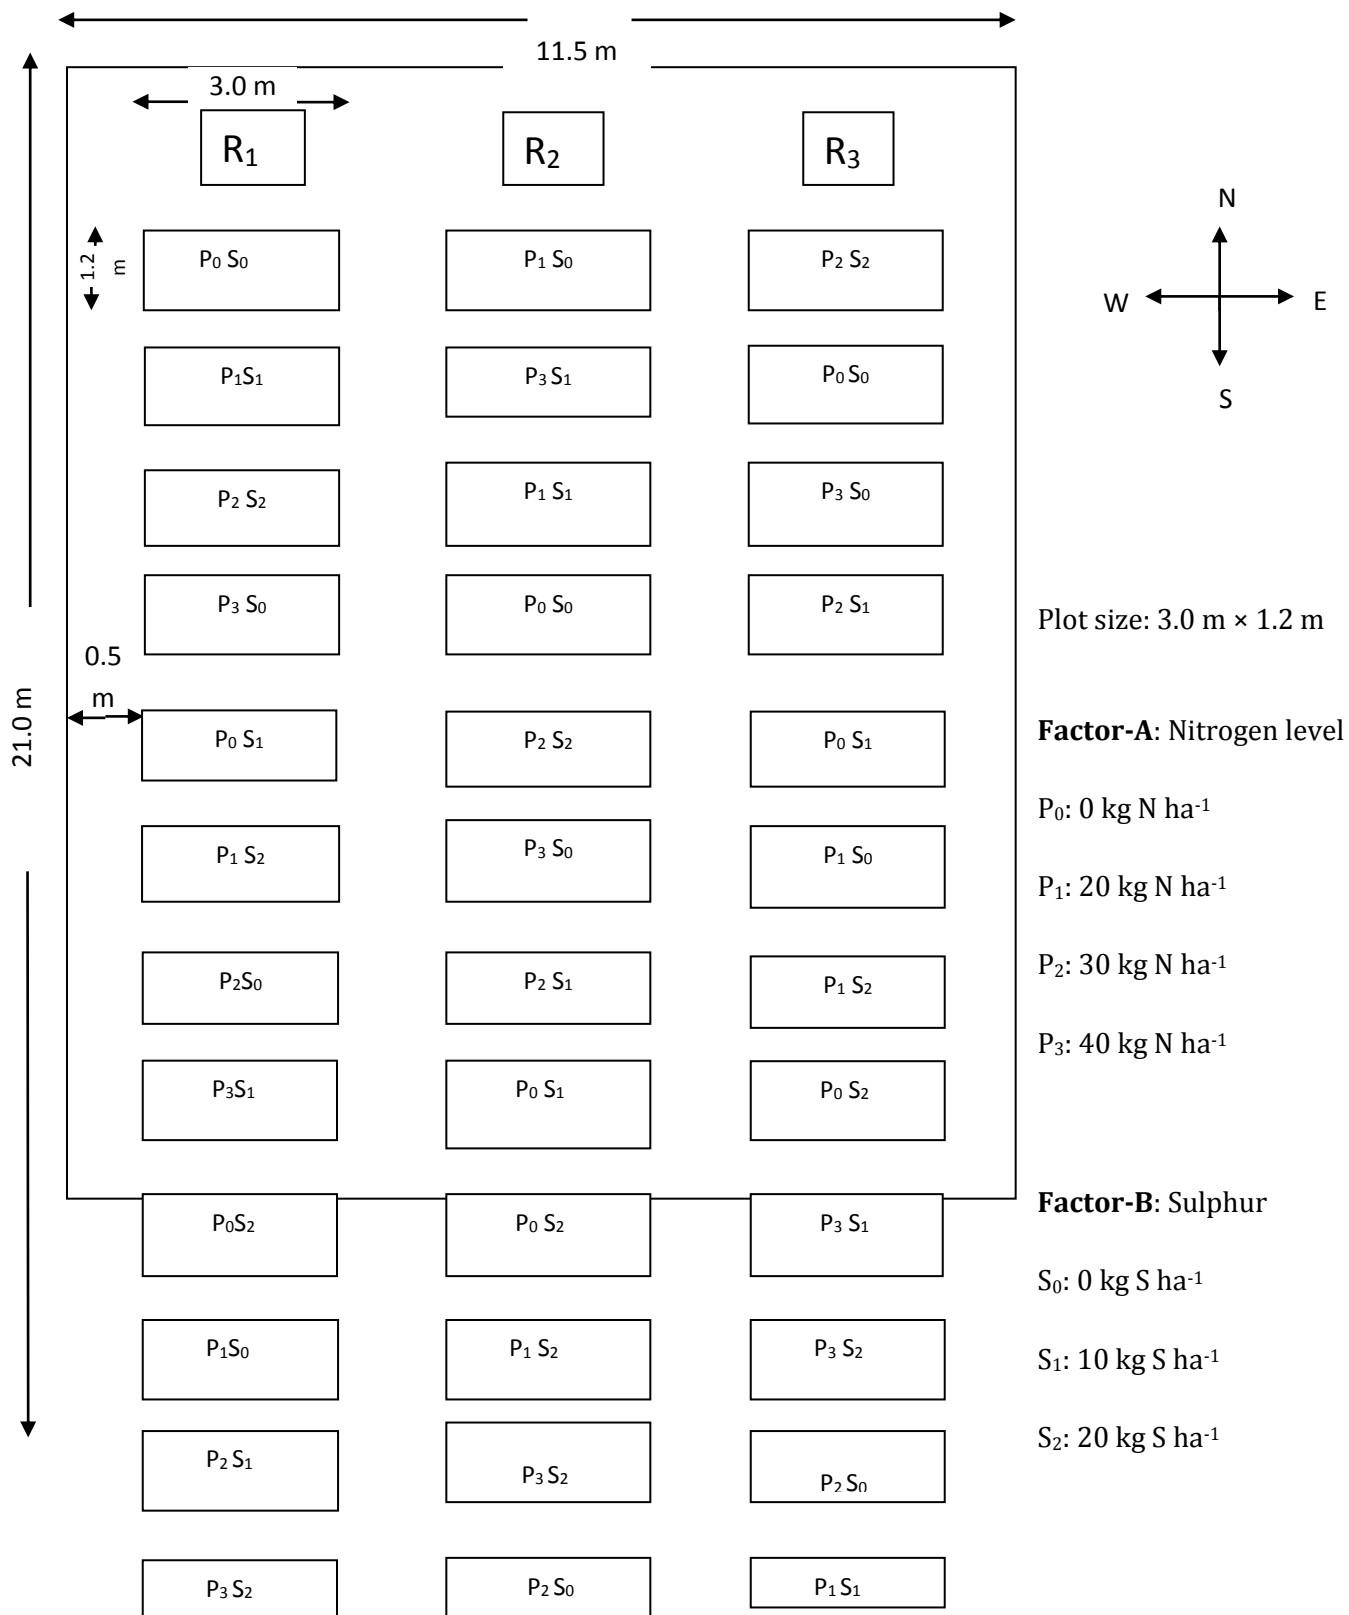 11.5 m
3.0 m
R₁ R₂ R₃
N
1.2 m
P₀ S₀ P₁ S₀ P₂ S₂
W E
P₁S₁ P₃ S₁ P₀ S₀
S
P₂ S₂ P₁ S₁ P₃ S₀
P₃ S₀ P₀ S₀ P₂ S₁
Plot size: 3.0 m × 1.2 m
0.5
m
21.0 m
P₀ S₁ P₂ S₂ P₀ S₁
Factor-A: Nitrogen level
P₀: 0 kg N ha⁻¹
P₁ S₂ P₃ S₀ P₁ S₀
P₁: 20 kg N ha⁻¹
P₂S₀ P₂ S₁ P₁ S₂
P₂: 30 kg N ha⁻¹
P₃: 40 kg N ha⁻¹
P₃S₁ P₀ S₁ P₀ S₂
P₀S₂ P₀ S₂ P₃ S₁
Factor-B: Sulphur
S₀: 0 kg S ha⁻¹
P₁S₀ P₁ S₂ P₃ S₂
S₁: 10 kg S ha⁻¹
S₂: 20 kg S ha⁻¹
P₂ S₁ P₃ S₂ P₂ S₀
P₃ S₂ P₂ S₀ P₁ S₁